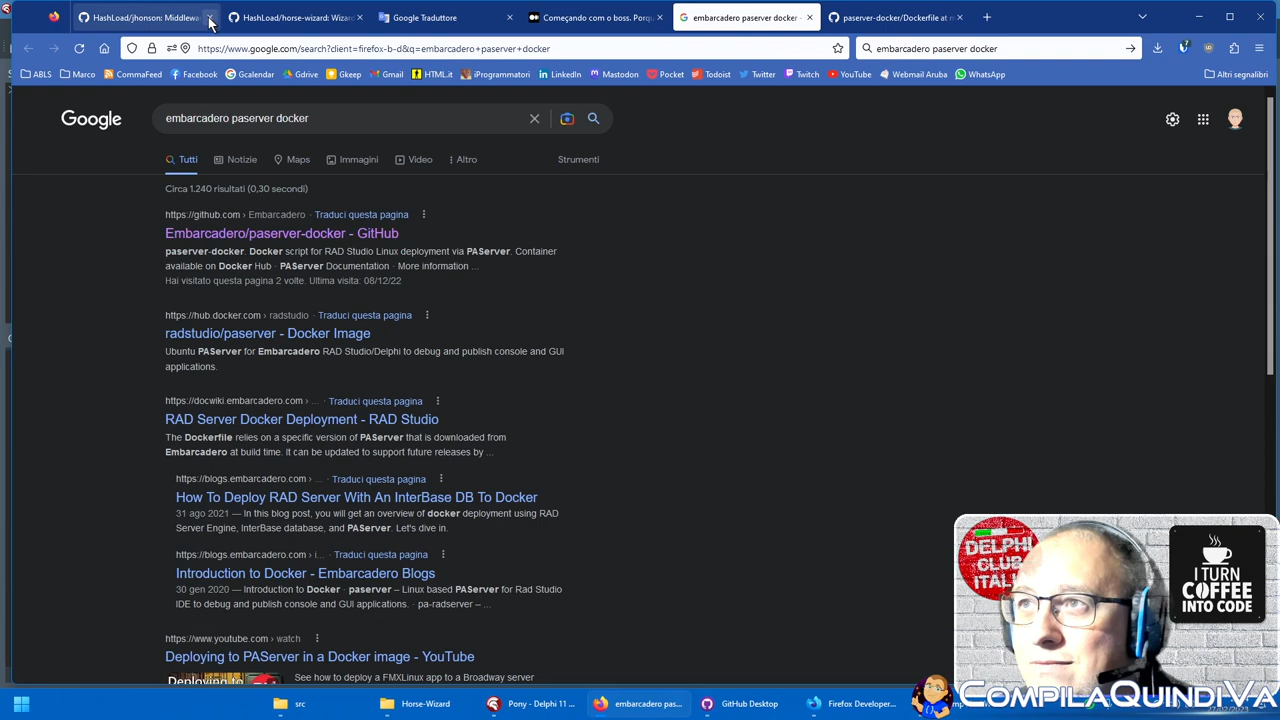 HashLoad/jhonson: Middlewa
HashLoad/horse-wizard: Wizard
Google Traduttore
Começando com o boss. Porqu
embarcadero paserver docker -
paserver-docker/Dockerfile at m
https://www.google.com/search?client=firefox-b-d&q=embarcadero+paserver+docker
embarcadero paserver docker
ABLS
Marco
CommaFeed
Facebook
Gcalendar
Gdrive
Gkeep
Gmail
HTML.it
iProgrammatori
LinkedIn
Mastodon
Pocket
Todoist
Twitter
Twitch
YouTube
Webmail Aruba
WhatsApp
Altri segnalibri
Google
embarcadero paserver docker
Tutti
Notizie
Maps
Immagini
Video
Altro
Strumenti
Circa 1.240 risultati (0,30 secondi)
https://github.com › Embarcadero · Traduci questa pagina
Embarcadero/paserver-docker - GitHub
paserver-docker. Docker script for RAD Studio Linux deployment via PAServer. Container
available on Docker Hub · PAServer Documentation · More information ...
Hai visitato questa pagina 2 volte. Ultima visita: 08/12/22
https://hub.docker.com › radstudio · Traduci questa pagina
radstudio/paserver - Docker Image
Ubuntu PAServer for Embarcadero RAD Studio/Delphi to debug and publish console and GUI
applications.
https://docwiki.embarcadero.com › ... · Traduci questa pagina
RAD Server Docker Deployment - RAD Studio
The Dockerfile relies on a specific version of PAServer that is downloaded from
Embarcadero at build time. It can be updated to support future releases by ...
https://blogs.embarcadero.com › ... · Traduci questa pagina
How To Deploy RAD Server With An InterBase DB To Docker
31 ago 2021 — In this blog post, you will get an overview of docker deployment using RAD
Server Engine, InterBase database, and PAServer. Let's dive in.
https://blogs.embarcadero.com › i... · Traduci questa pagina
Introduction to Docker - Embarcadero Blogs
30 gen 2020 — Introduction to Docker · paserver – Linux based PAServer for Rad Studio
IDE to debug and publish console and GUI applications. · pa-radserver – ...
https://www.youtube.com › watch
Deploying to PAServer in a Docker image - YouTube
Deploying to
See how to deploy a FMXLinux app to a Broadway server
DELPHI
CLUB
ITALI
I TURN
COFFEE
INTO CODE
COMPILAQUINDIVA
src
Horse-Wizard
Pony - Delphi 11 ...
embarcadero pas...
GitHub Desktop
Firefox Developer...